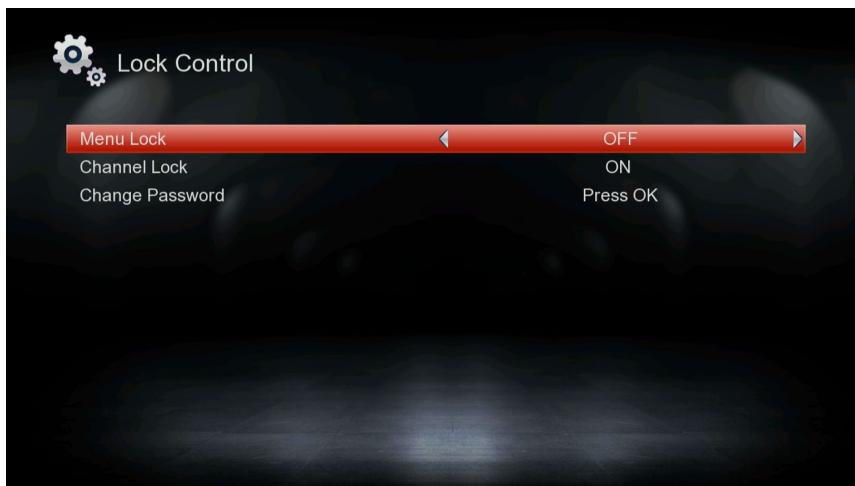 Lock Control
Menu Lock OFF
Channel Lock ON
Change Password Press OK